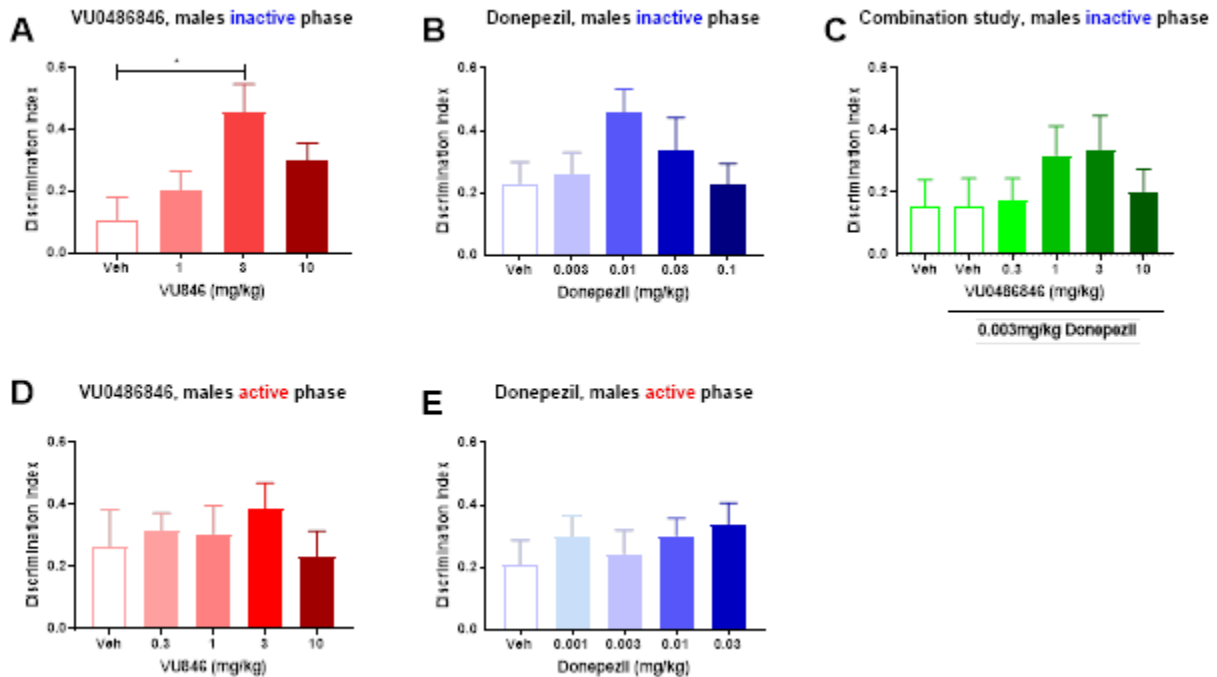 A
VU0486846, males inactive phase
Discrimination Index
0.6
0.4
0.2
0.0
*
Veh 1 3 10
VU846 (mg/kg)
B
Donepezil, males inactive phase
Discrimination Index
0.6
0.4
0.2
0.0
Veh 0.003 0.01 0.03 0.1
Donepezil (mg/kg)
C
Combination study, males inactive phase
Discrimination Index
0.6
0.4
0.2
0.0
Veh Veh 0.3 1 3 10
VU0486846 (mg/kg)
0.003mg/kg Donepezil
D
VU0486846, males active phase
Discrimination Index
0.6
0.4
0.2
0.0
Veh 0.3 1 3 10
VU846 (mg/kg)
E
Donepezil, males active phase
Discrimination Index
0.6
0.4
0.2
0.0
Veh 0.001 0.003 0.01 0.03
Donepezil (mg/kg)